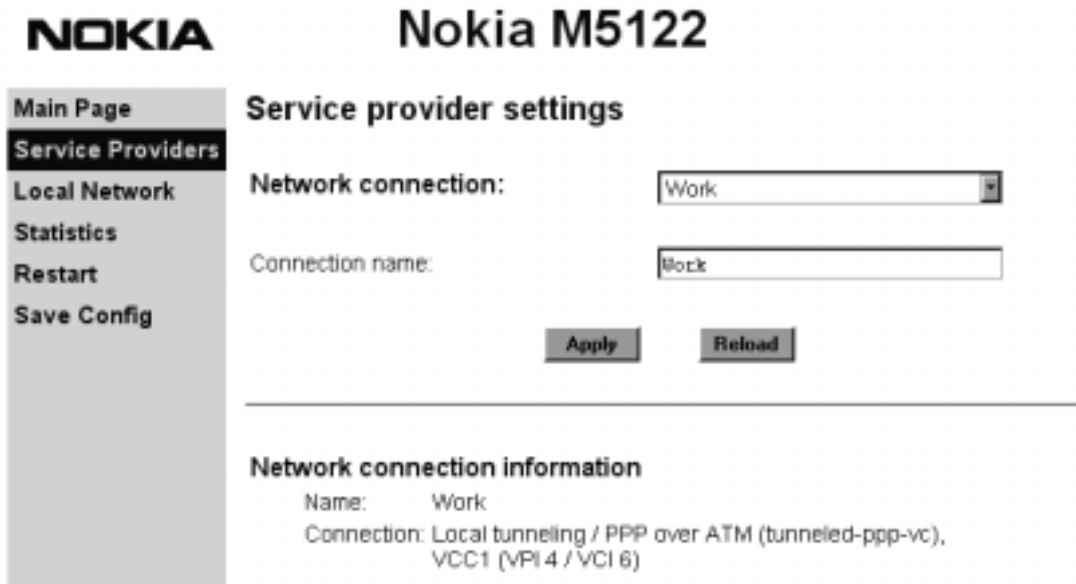 NOKIA
Nokia M5122
Main Page
Service Providers
Local Network
Statistics
Restart
Save Config
Service provider settings
Network connection:
Work
Connection name:
Work
Apply
Reload
Network connection information
Name: Work
Connection: Local tunneling / PPP over ATM (tunneled-ppp-vc),
VCC1 (VPI 4 / VCI 6)